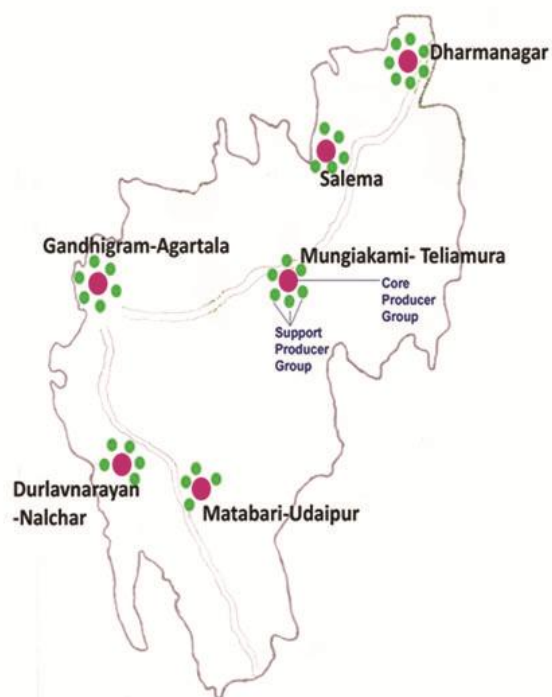 Dharmanagar
Salema
Gandhigram-Agartala
Mungiakami- Teliamura
Core
Producer
Group
Support
Producer
Group
Durlavnarayan
-Nalchar
Matabari-Udaipur